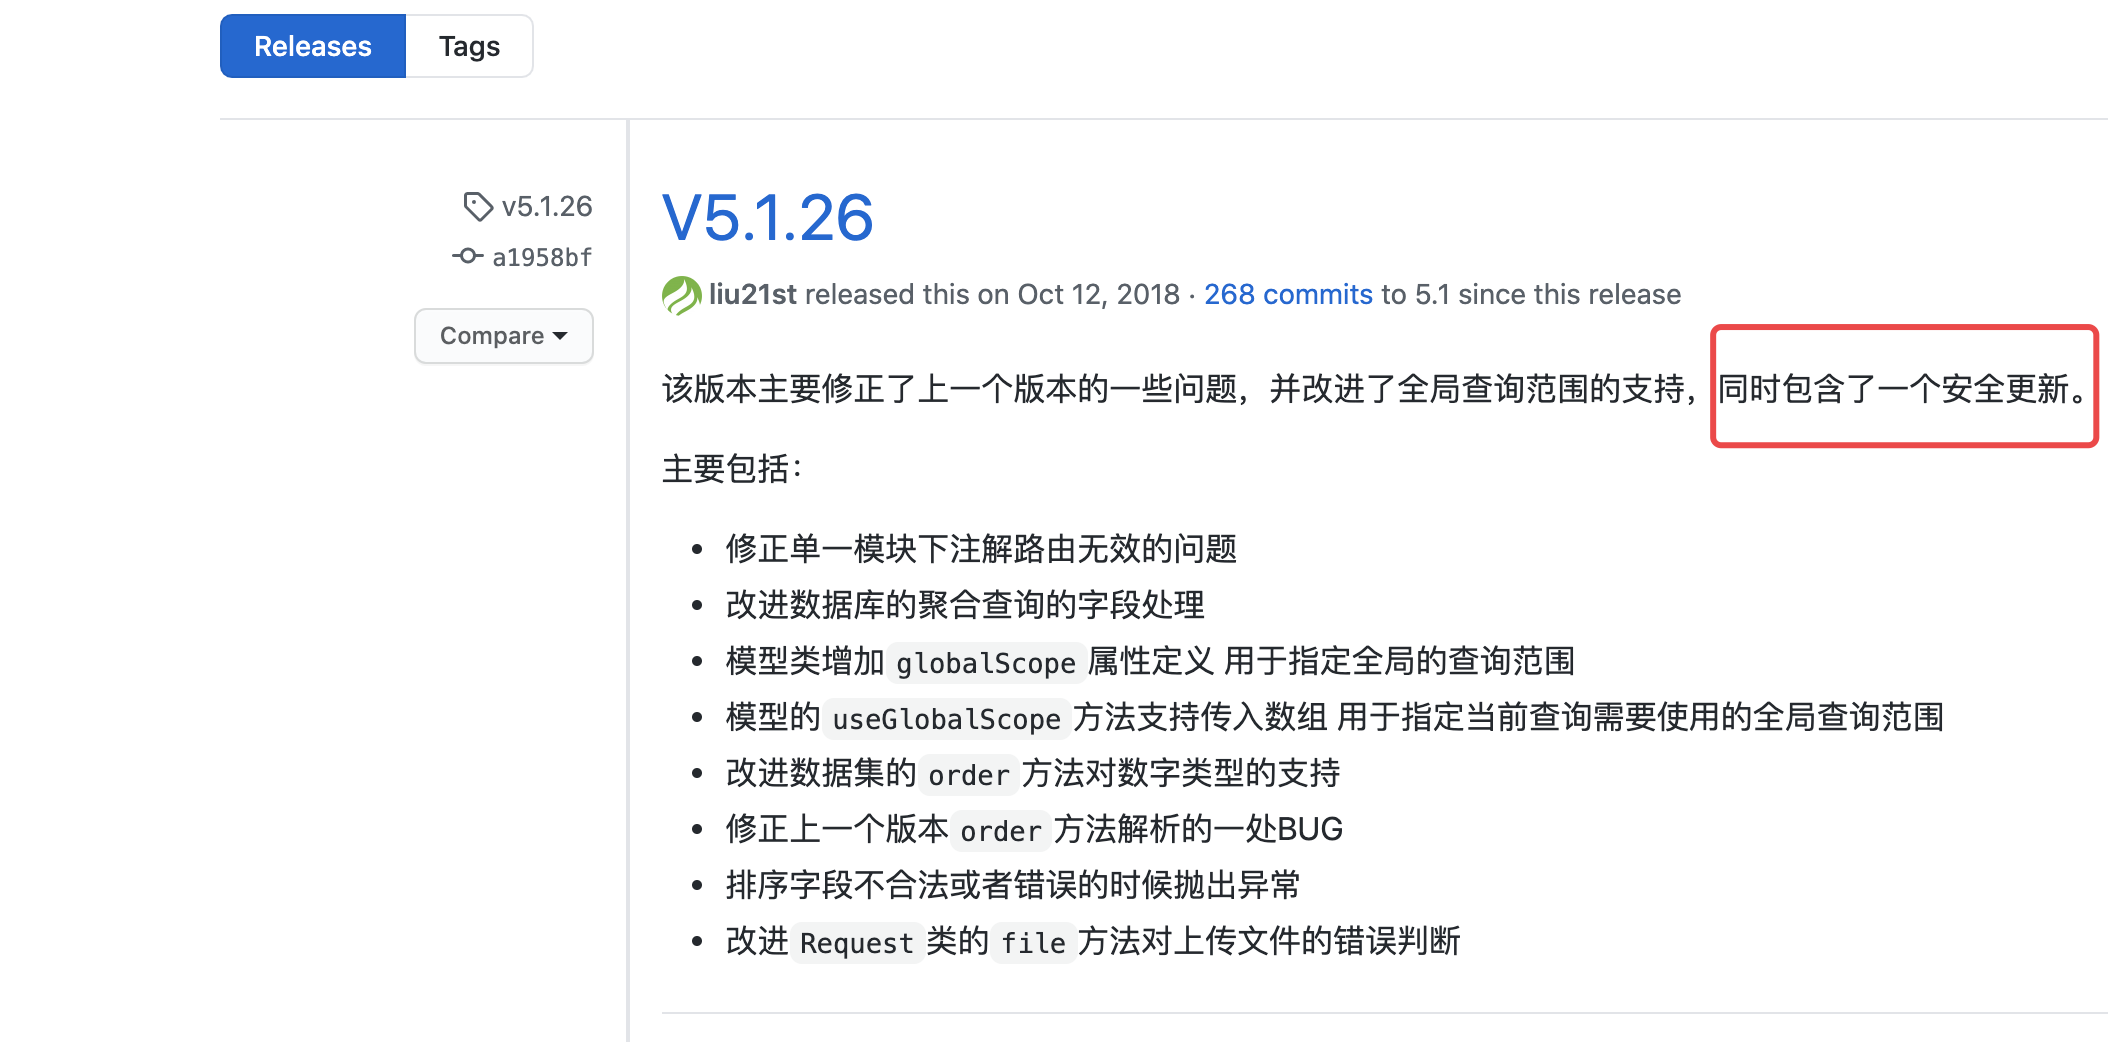 Releases Tags
v5.1.26
a1958bf
Compare
V5.1.26
liu21st released this on Oct 12, 2018 · 268 commits to 5.1 since this release
该版本主要修正了上一个版本的一些问题，并改进了全局查询范围的支持，同时包含了一个安全更新。
主要包括：
• 修正单一模块下注解路由无效的问题
• 改进数据库的聚合查询的字段处理
• 模型类增加 globalScope 属性定义 用于指定全局的查询范围
• 模型的 useGlobalScope 方法支持传入数组 用于指定当前查询需要使用的全局查询范围
• 改进数据集的 order 方法对数字类型的支持
• 修正上一个版本 order 方法解析的一处BUG
• 排序字段不合法或者错误的时候抛出异常
• 改进 Request 类的 file 方法对上传文件的错误判断